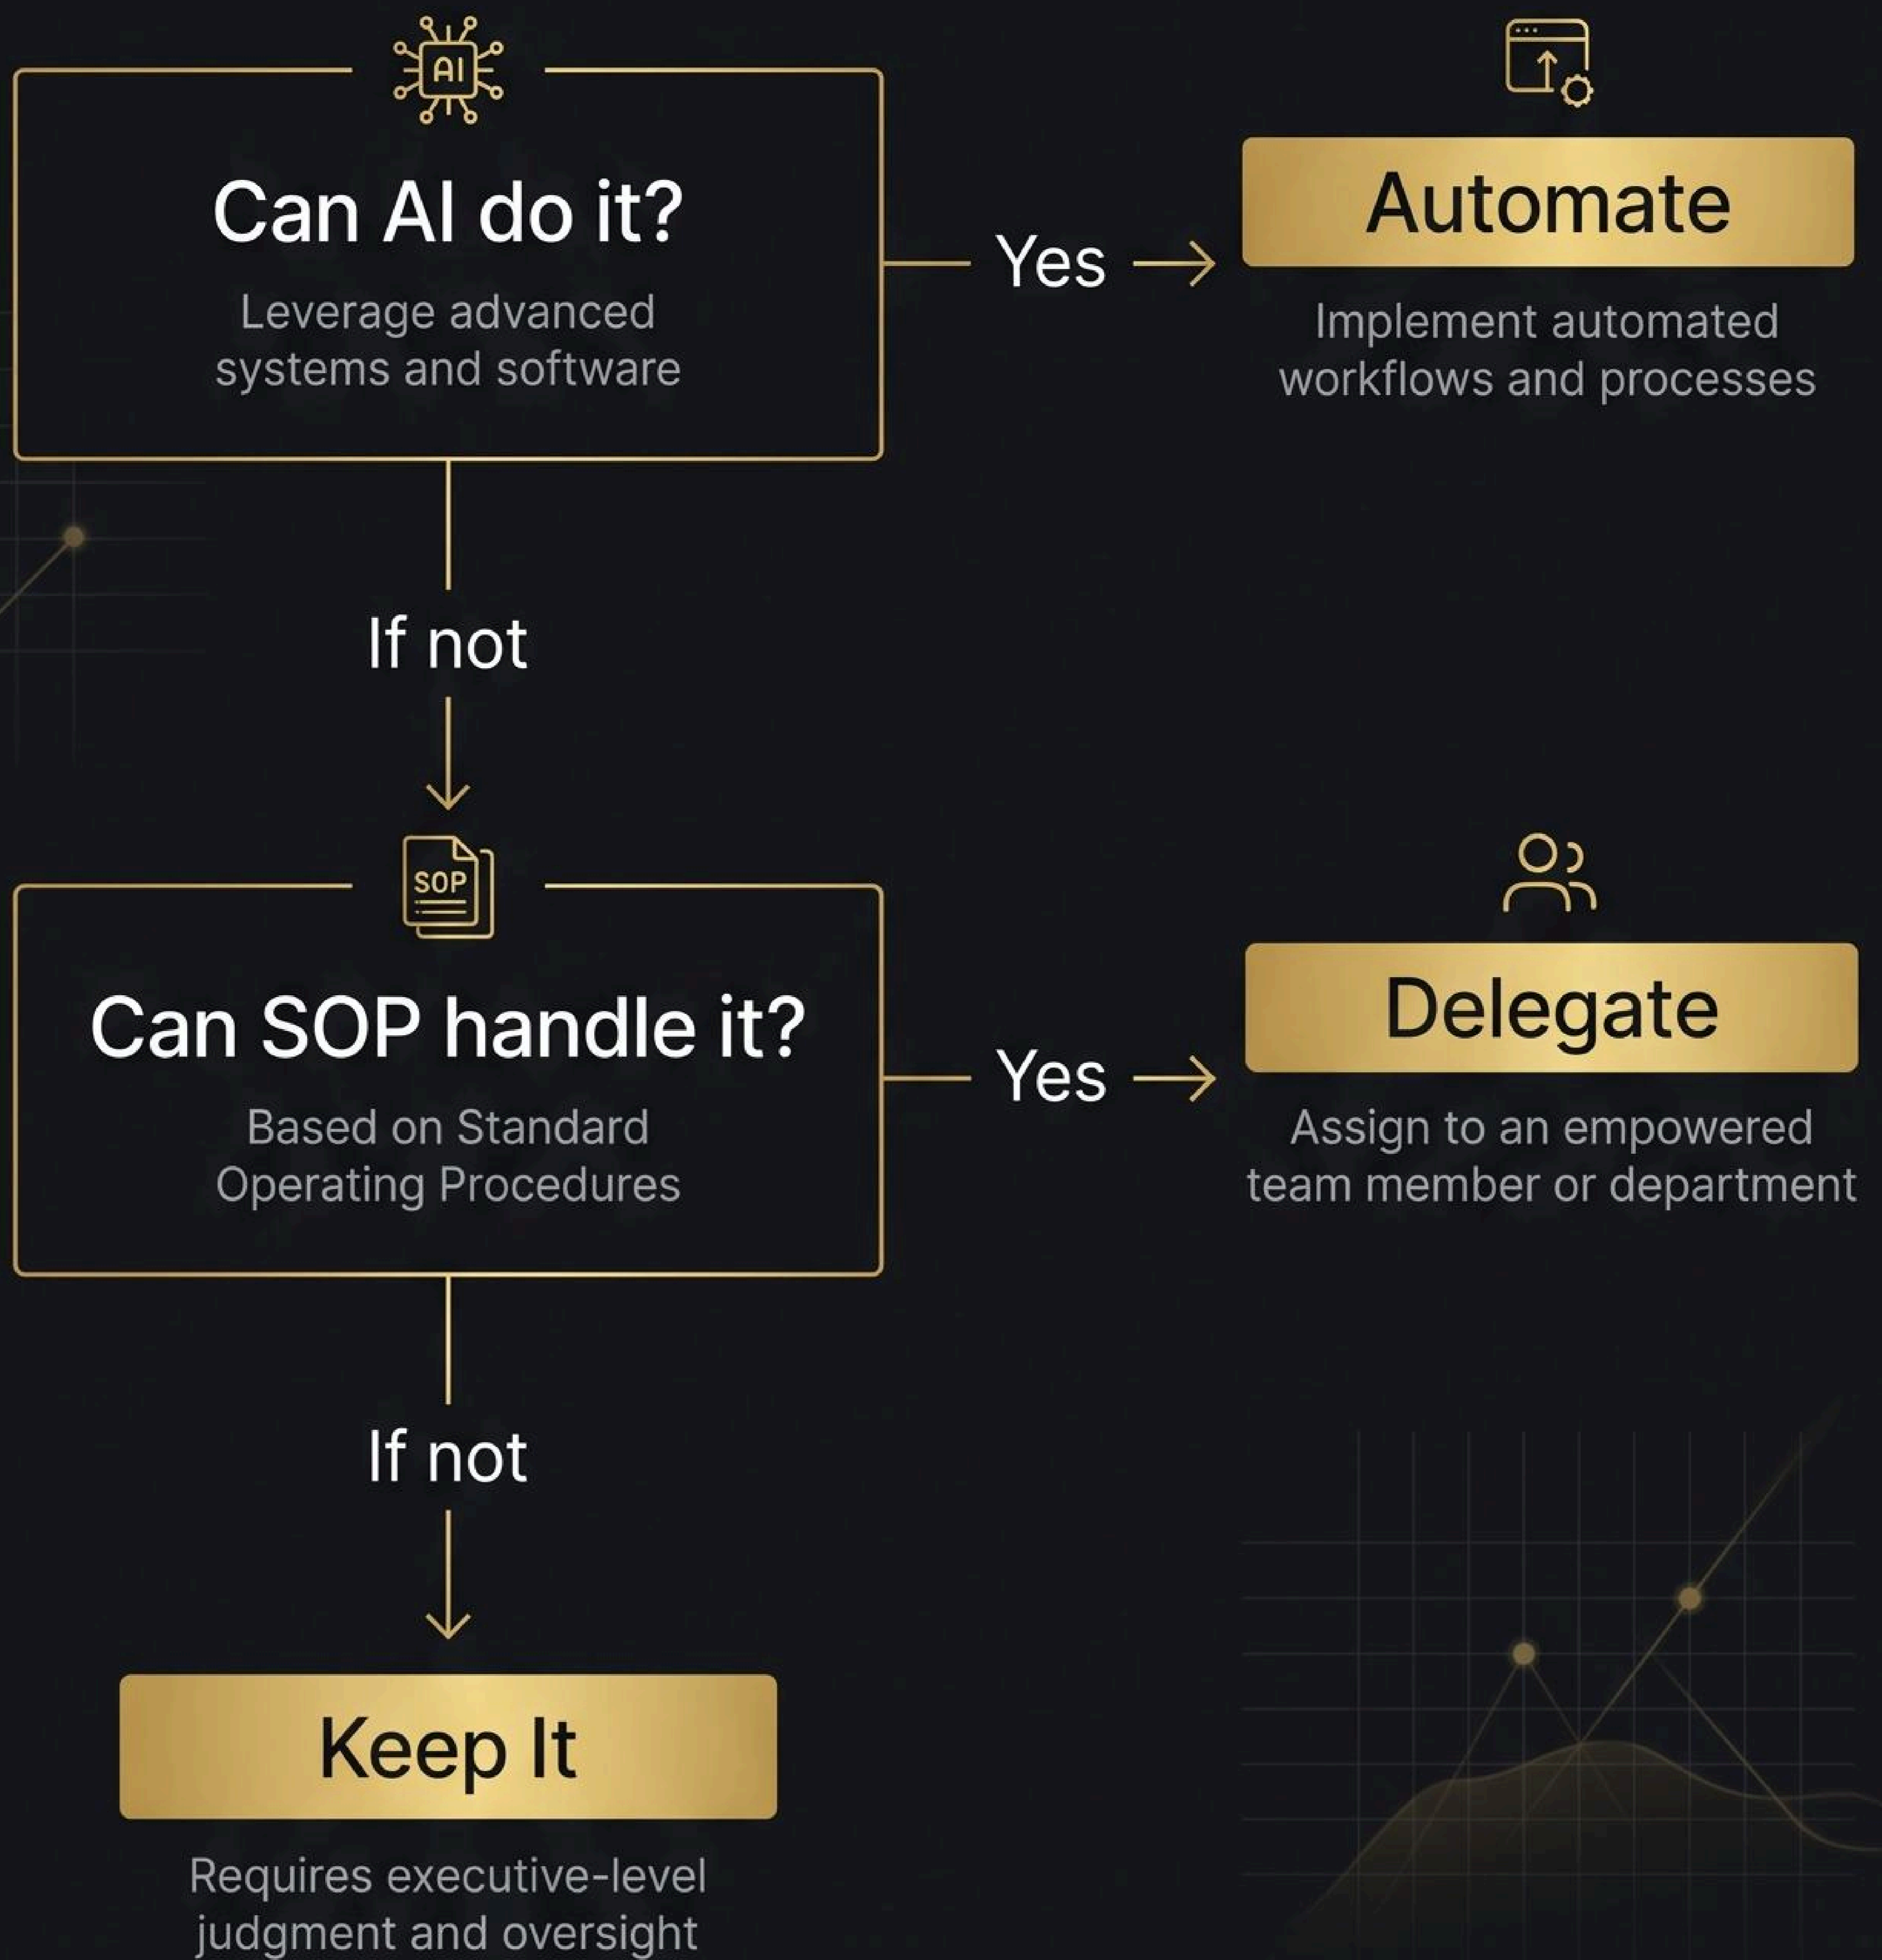 AI
Can AI do it?
Leverage advanced
systems and software
Yes
Automate
Implement automated
workflows and processes
If not
SOP
Can SOP handle it?
Based on Standard
Operating Procedures
Yes
Delegate
Assign to an empowered
team member or department
If not
Keep It
Requires executive-level
judgment and oversight